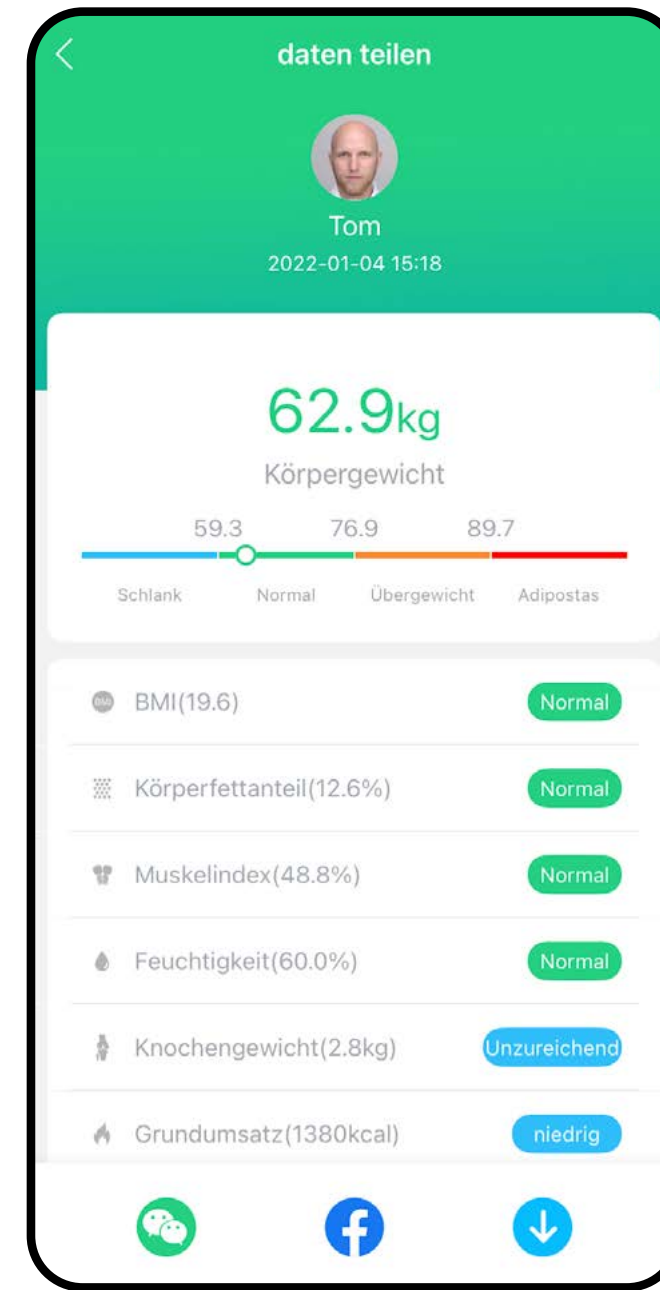 daten teilen
Tom
2022-01-04 15:18
62.9kg
Körpergewicht
59.3 76.9 89.7
Schlank Normal Übergewicht Adipostas
BMI(19.6) Normal
Körperfettanteil(12.6%) Normal
Muskelindex(48.8%) Normal
Feuchtigkeit(60.0%) Normal
Knochengewicht(2.8kg) Unzureichend
Grundumsatz(1380kcal) niedrig